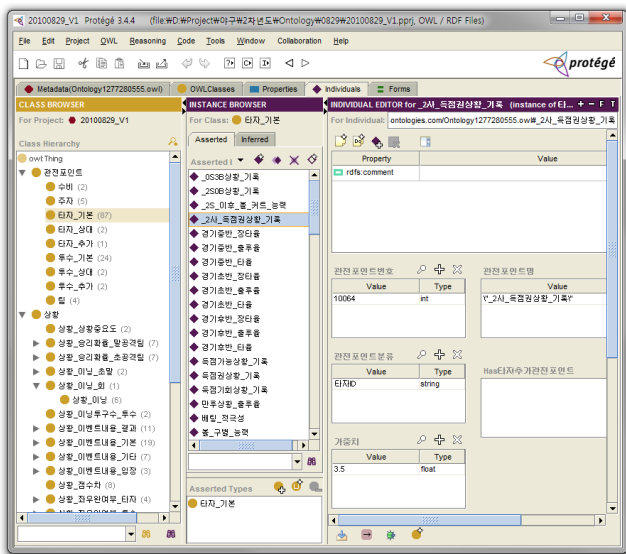 20100829_V1 Protégé 3.4.4 (file:₩D:₩Project₩야구₩2차년도₩Ontology₩0829₩20100829_V1.pprj, OWL / RDF Files)
File Edit Project OWL Reasoning Code Tools Window Collaboration Help
protégé
Metadata(Ontology1277280555.owl) OWLClasses Properties Individuals Forms
CLASS BROWSER
For Project: 20100829_V1
Class Hierarchy
owl:Thing
관전포인트
수비 (2)
주자 (5)
타자_기본 (87)
타자_상대 (2)
타자_추가 (1)
투수_기본 (24)
투수_상대 (2)
투수_추가 (2)
팀 (4)
상황
상황_상황중요도 (2)
상황_승리확률_말공격팀 (7)
상황_승리확률_초공격팀 (7)
상황_이닝_초말 (2)
상황_이닝_회 (1)
상황_이닝 (6)
상황_이닝투구수_투수 (2)
상황_이벤트내용_결과 (11)
상황_이벤트내용_기본 (19)
상황_이벤트내용_기타 (7)
상황_이벤트내용_입장 (3)
상황_점수차 (8)
상황_좌우완여부_타자 (4)
INSTANCE BROWSER
For Class: 타자_기본
Asserted Inferred
Asserted I
_0S3B상황_기록
_2S0B상황_기록
_2S_이후_볼_커트_능력
_2사_득점권상황_기록
경기중반_장타율
경기중반_출루율
경기중반_타율
경기초반_장타율
경기초반_출루율
경기초반_타율
경기후반_장타율
경기후반_출루율
경기후반_타율
득점가능상황_기록
득점권상황_기록
득점기회상황_기록
만루상황_출루율
배팅_적극성
볼_구별_능력
Asserted Types
타자_기본
INDIVIDUAL EDITOR for _2사_득점권상황_기록 (instance of 타... + − F T
For Individual: ontologies.com/Ontology1277280555.owl#_2사_득점권상황_기록
Property Value
rdfs:comment
관전포인트번호
Value Type
10064 int
관전포인트명
Value
₩"_2사_득점권상황_기록₩"
관전포인트분류
Value Type
타자ID string
Has타자추가관전포인트
가중치
Value Type
3.5 float